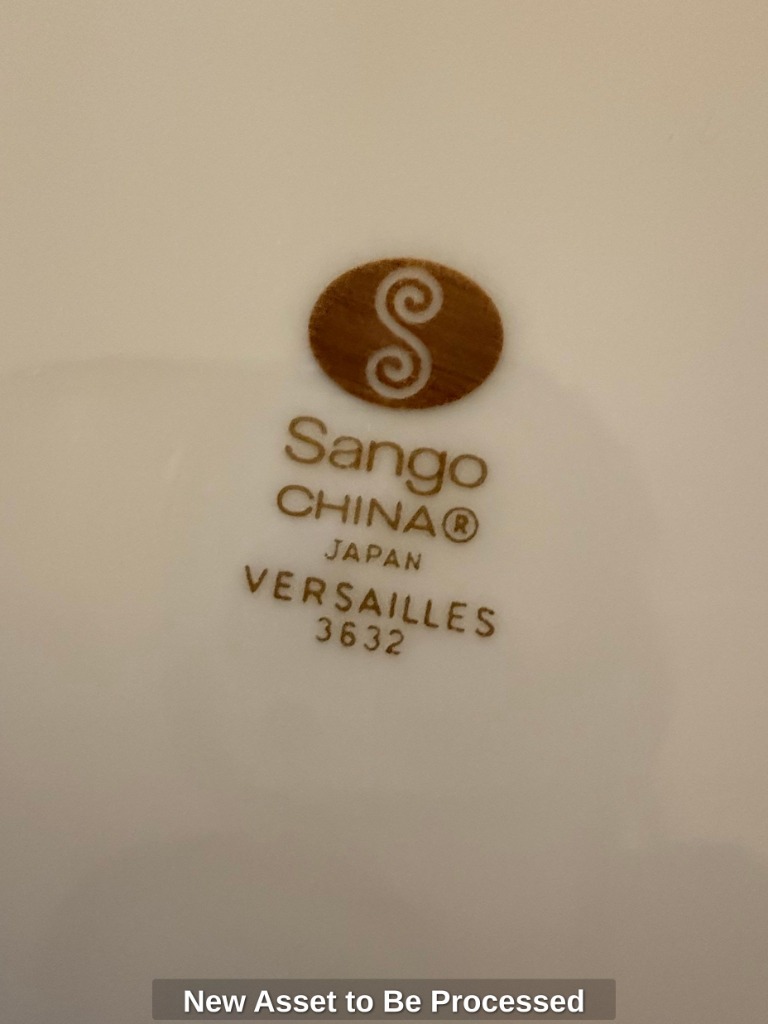 S
Sango
CHINA®
JAPAN
VERSAILLES
3632
New Asset to Be Processed